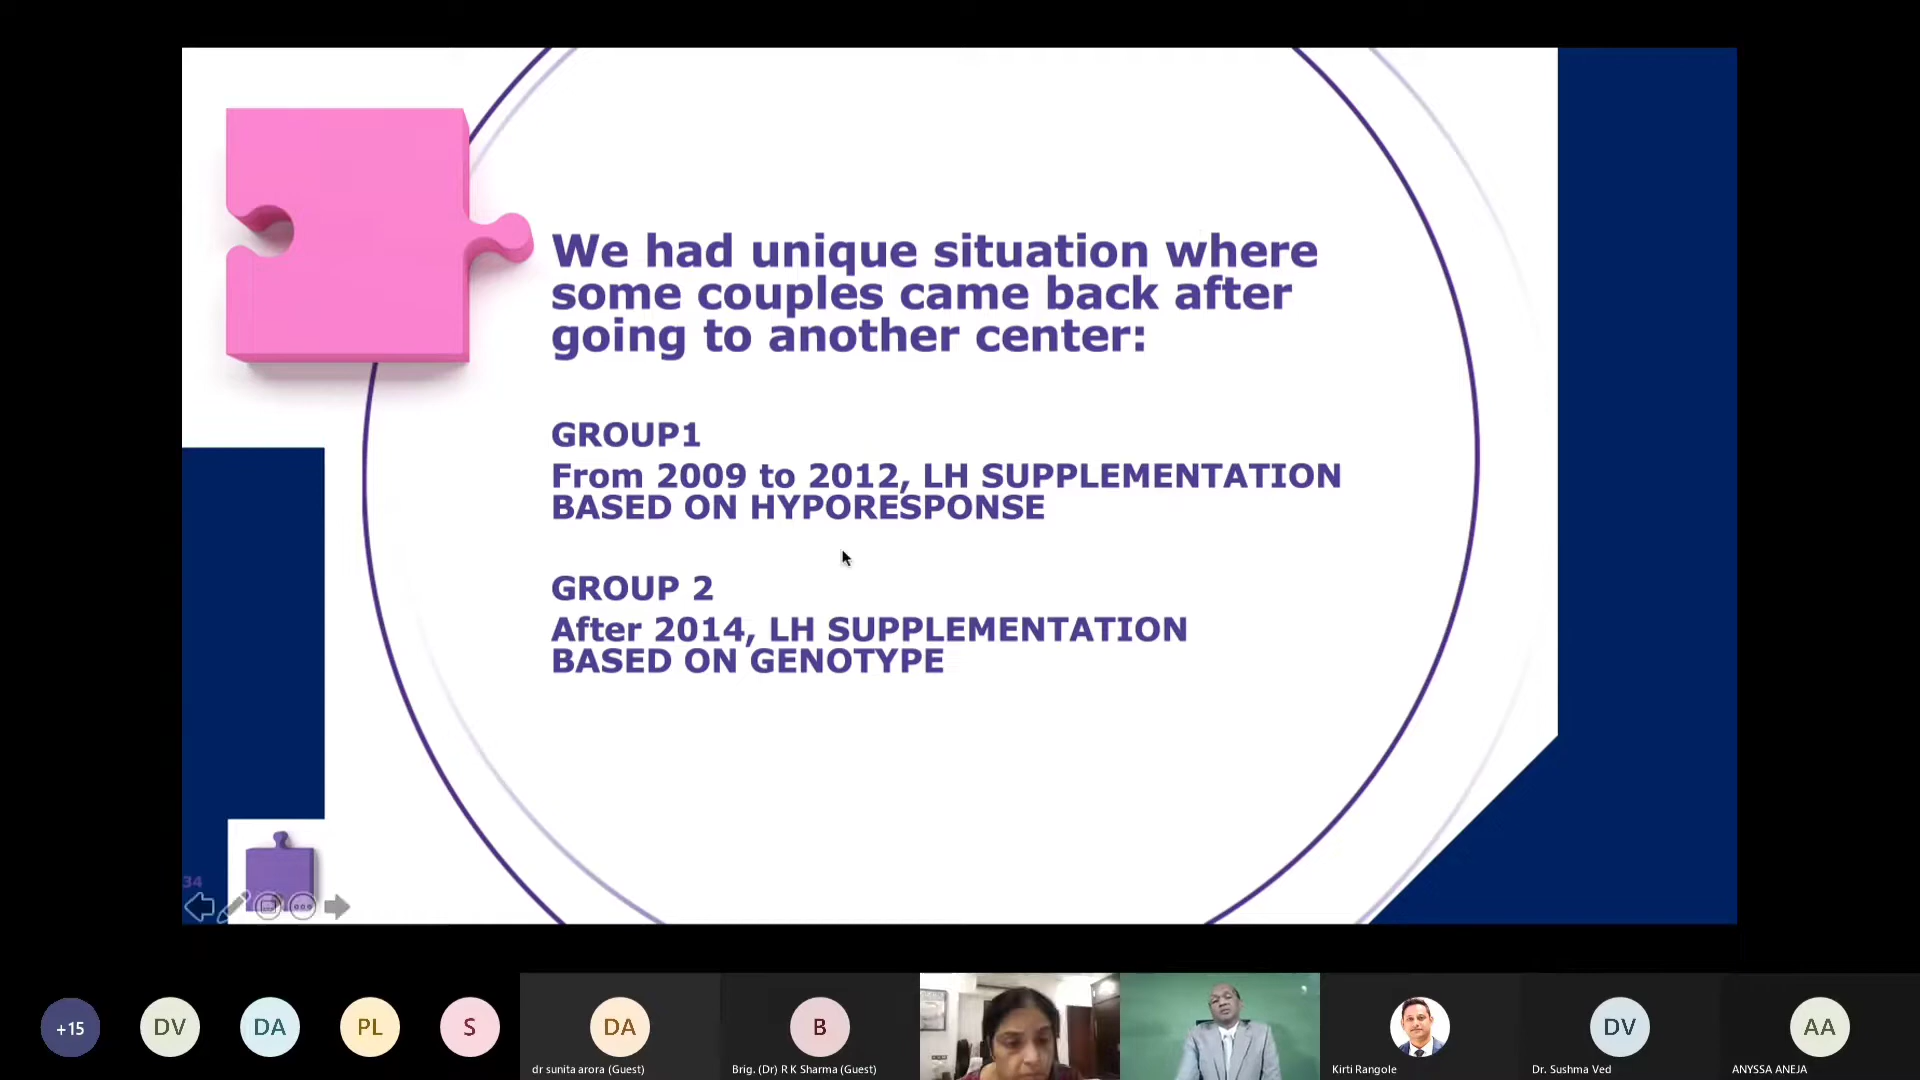 We had unique situation where
some couples came back after
going to another center:
GROUP1
From 2009 to 2012, LH SUPPLEMENTATION
BASED ON HYPORESPONSE
GROUP 2
After 2014, LH SUPPLEMENTATION
BASED ON GENOTYPE
34
+15
DV
DA
PL
S
DA
dr sunita arora (Guest)
B
Brig. (Dr) R K Sharma (Guest)
Kirti Rangole
DV
Dr. Sushma Ved
AA
ANYSSA ANEJA